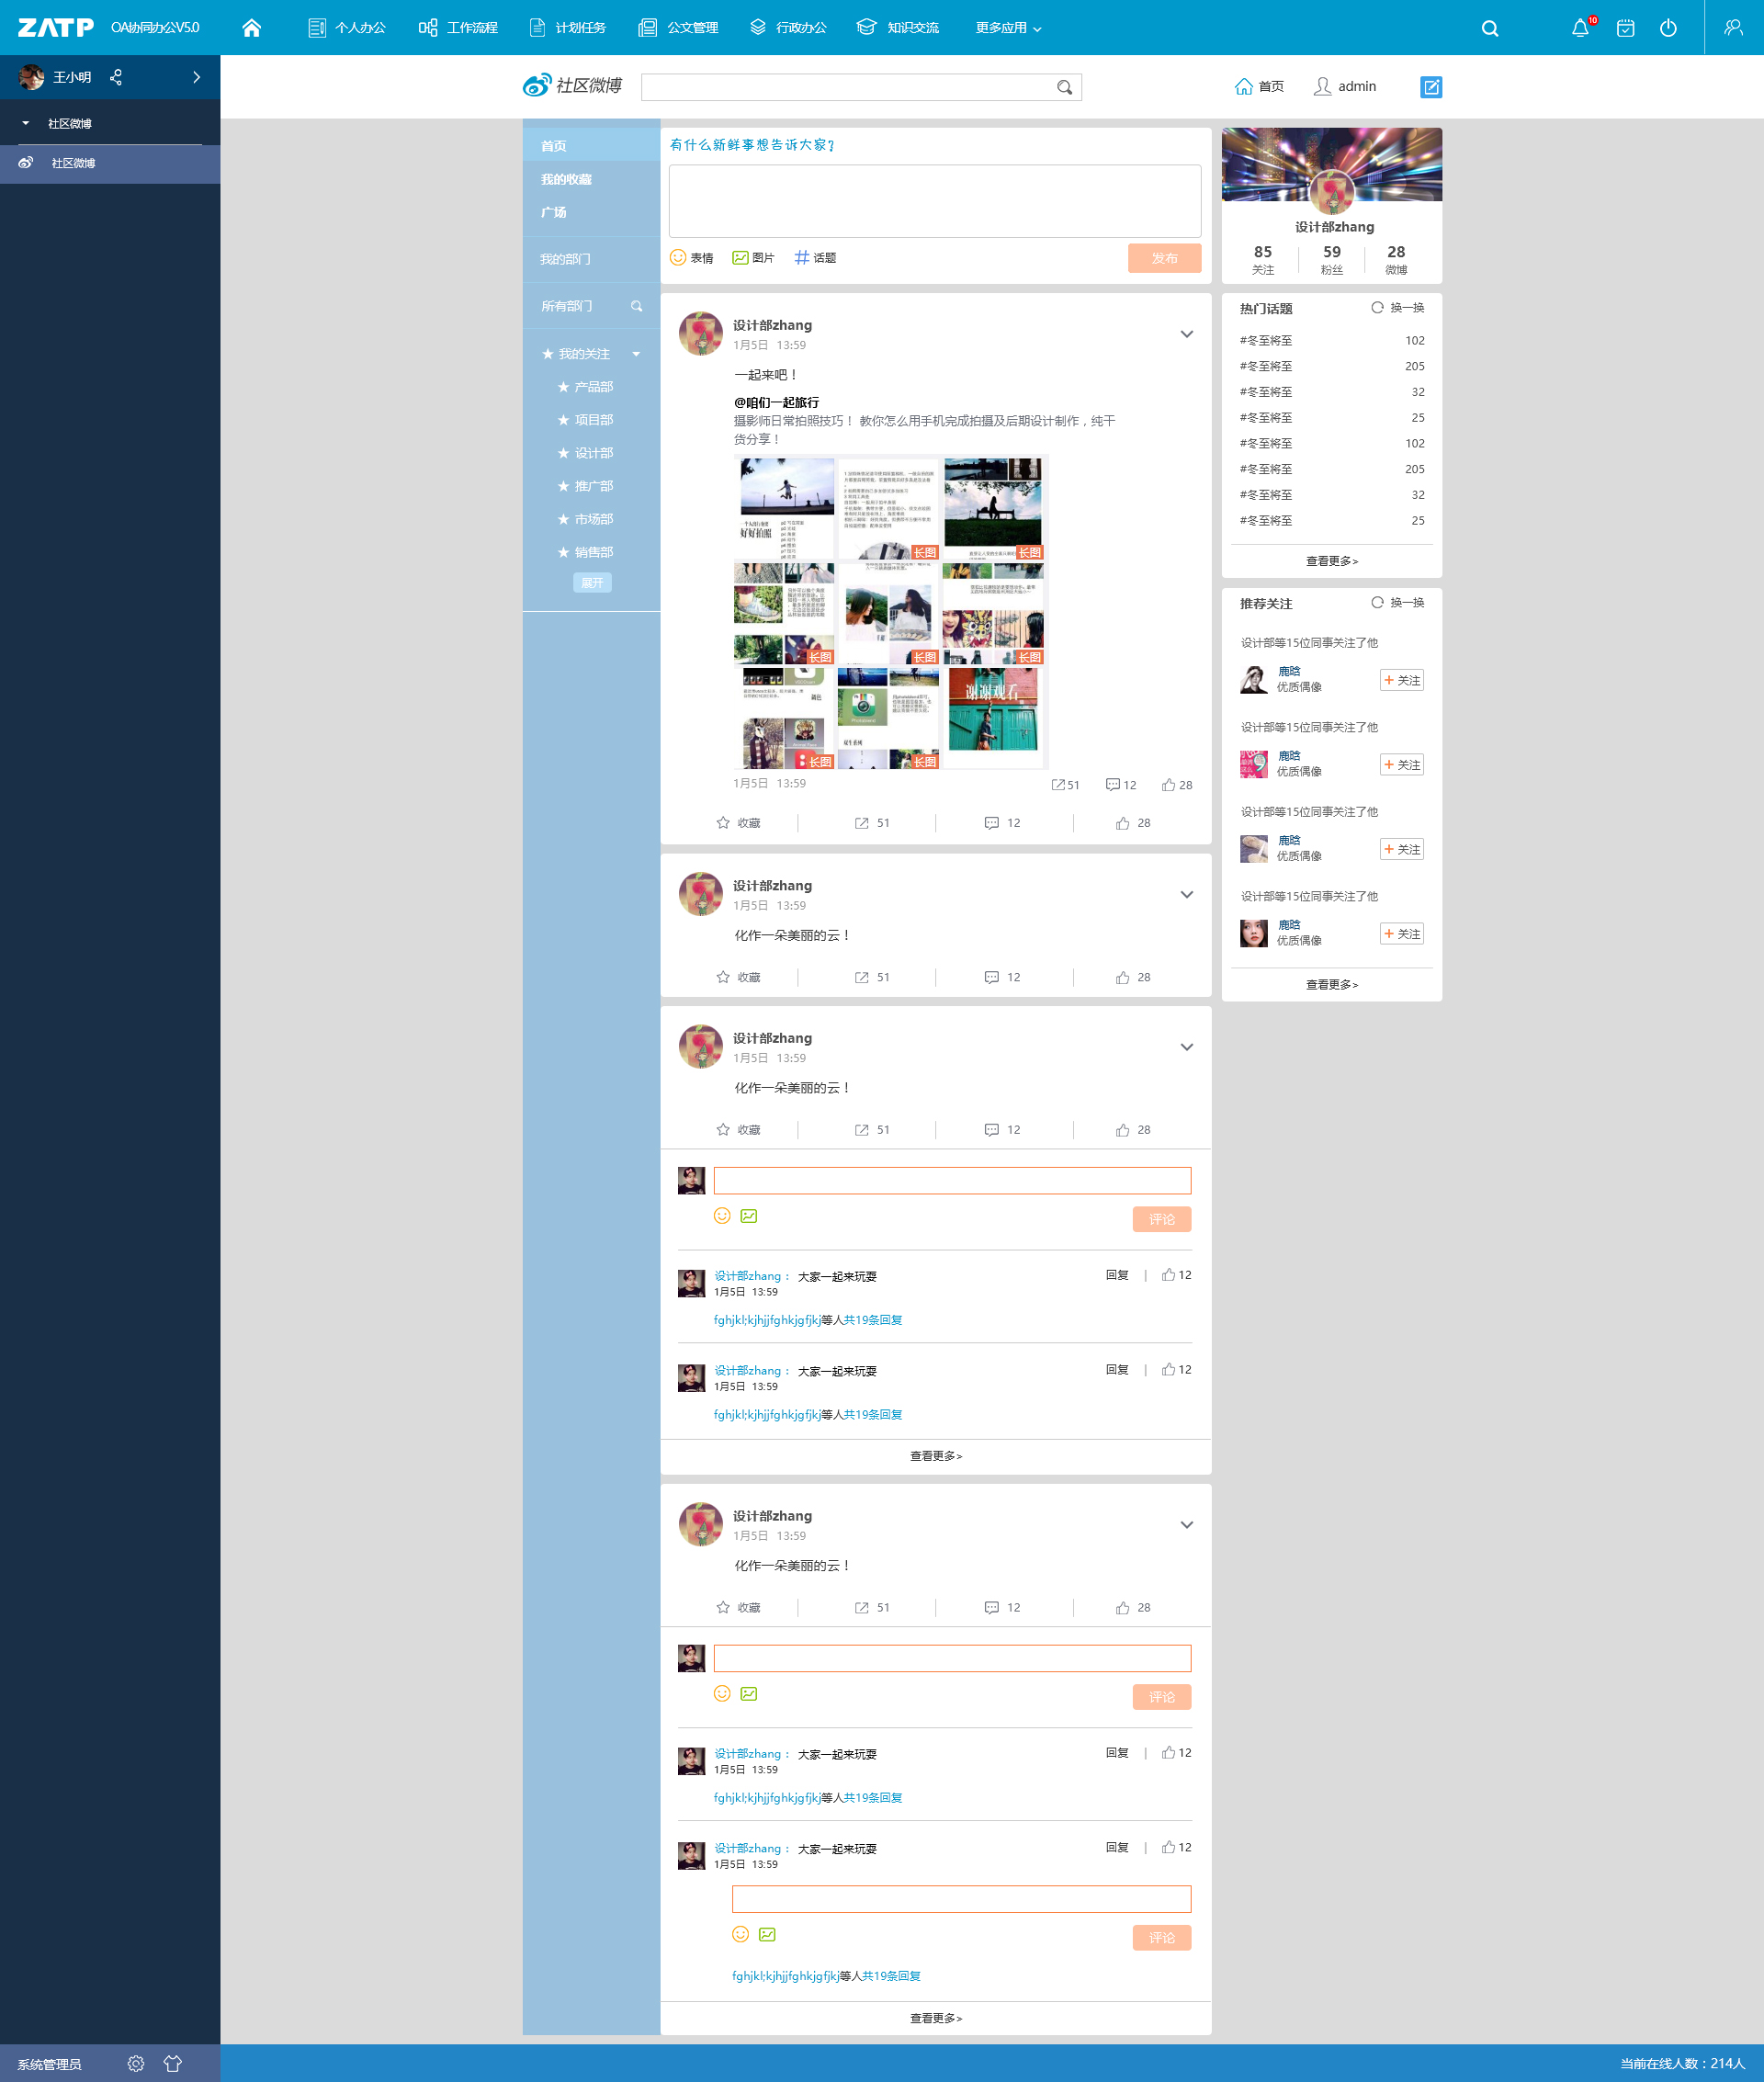 ZATP OA协同办公V5.0 个人办公 工作流程 计划任务 公文管理 行政办公 知识交流 更多应用 10
王小明
社区微博
社区微博
社区微博 首页 admin
首页
我的收藏
广场
我的部门
所有部门
★ 我的关注
★ 产品部
★ 项目部
★ 设计部
★ 推广部
★ 市场部
★ 销售部
展开
有什么新鲜事想告诉大家?
表情 图片 话题 发布
设计部zhang
1月5日 13:59
一起来吧！
@咱们一起旅行
摄影师日常拍照技巧！ 教你怎么用手机完成拍摄及后期设计制作，纯干
货分享！
好好拍照
长图 长图
长图 长图 长图
谢谢观看
长图 长图
1月5日 13:59 51 12 28
收藏 51 12 28
设计部zhang
1月5日 13:59
化作一朵美丽的云！
收藏 51 12 28
设计部zhang
1月5日 13:59
化作一朵美丽的云！
收藏 51 12 28
评论
设计部zhang： 大家一起来玩耍 回复 | 12
1月5日 13:59
fghjkl;kjhjjfghkjgfjkj等人共19条回复
设计部zhang： 大家一起来玩耍 回复 | 12
1月5日 13:59
fghjkl;kjhjjfghkjgfjkj等人共19条回复
查看更多>
设计部zhang
1月5日 13:59
化作一朵美丽的云！
收藏 51 12 28
评论
设计部zhang： 大家一起来玩耍 回复 | 12
1月5日 13:59
fghjkl;kjhjjfghkjgfjkj等人共19条回复
设计部zhang： 大家一起来玩耍 回复 | 12
1月5日 13:59
评论
fghjkl;kjhjjfghkjgfjkj等人共19条回复
查看更多>
设计部zhang
85 59 28
关注 粉丝 微博
热门话题 换一换
#冬至将至 102
#冬至将至 205
#冬至将至 32
#冬至将至 25
#冬至将至 102
#冬至将至 205
#冬至将至 32
#冬至将至 25
查看更多>
推荐关注 换一换
设计部等15位同事关注了他
鹿晗
优质偶像 + 关注
设计部等15位同事关注了他
鹿晗
优质偶像 + 关注
设计部等15位同事关注了他
鹿晗
优质偶像 + 关注
设计部等15位同事关注了他
鹿晗
优质偶像 + 关注
查看更多>
系统管理员 当前在线人数：214人